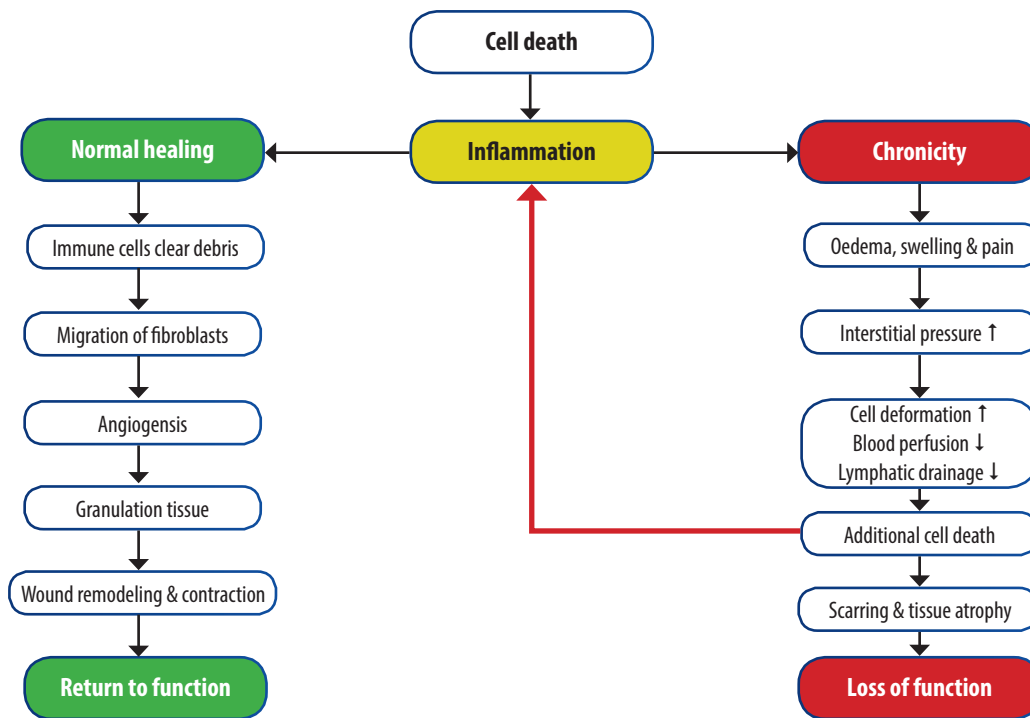 Cell death
Normal healing
Inflammation
Chronicity
Immune cells clear debris
Migration of fibroblasts
Angiogensis
Granulation tissue
Wound remodeling & contraction
Return to function
Oedema, swelling & pain
Interstitial pressure ↑
Cell deformation ↑
Blood perfusion ↓
Lymphatic drainage ↓
Additional cell death
Scarring & tissue atrophy
Loss of function